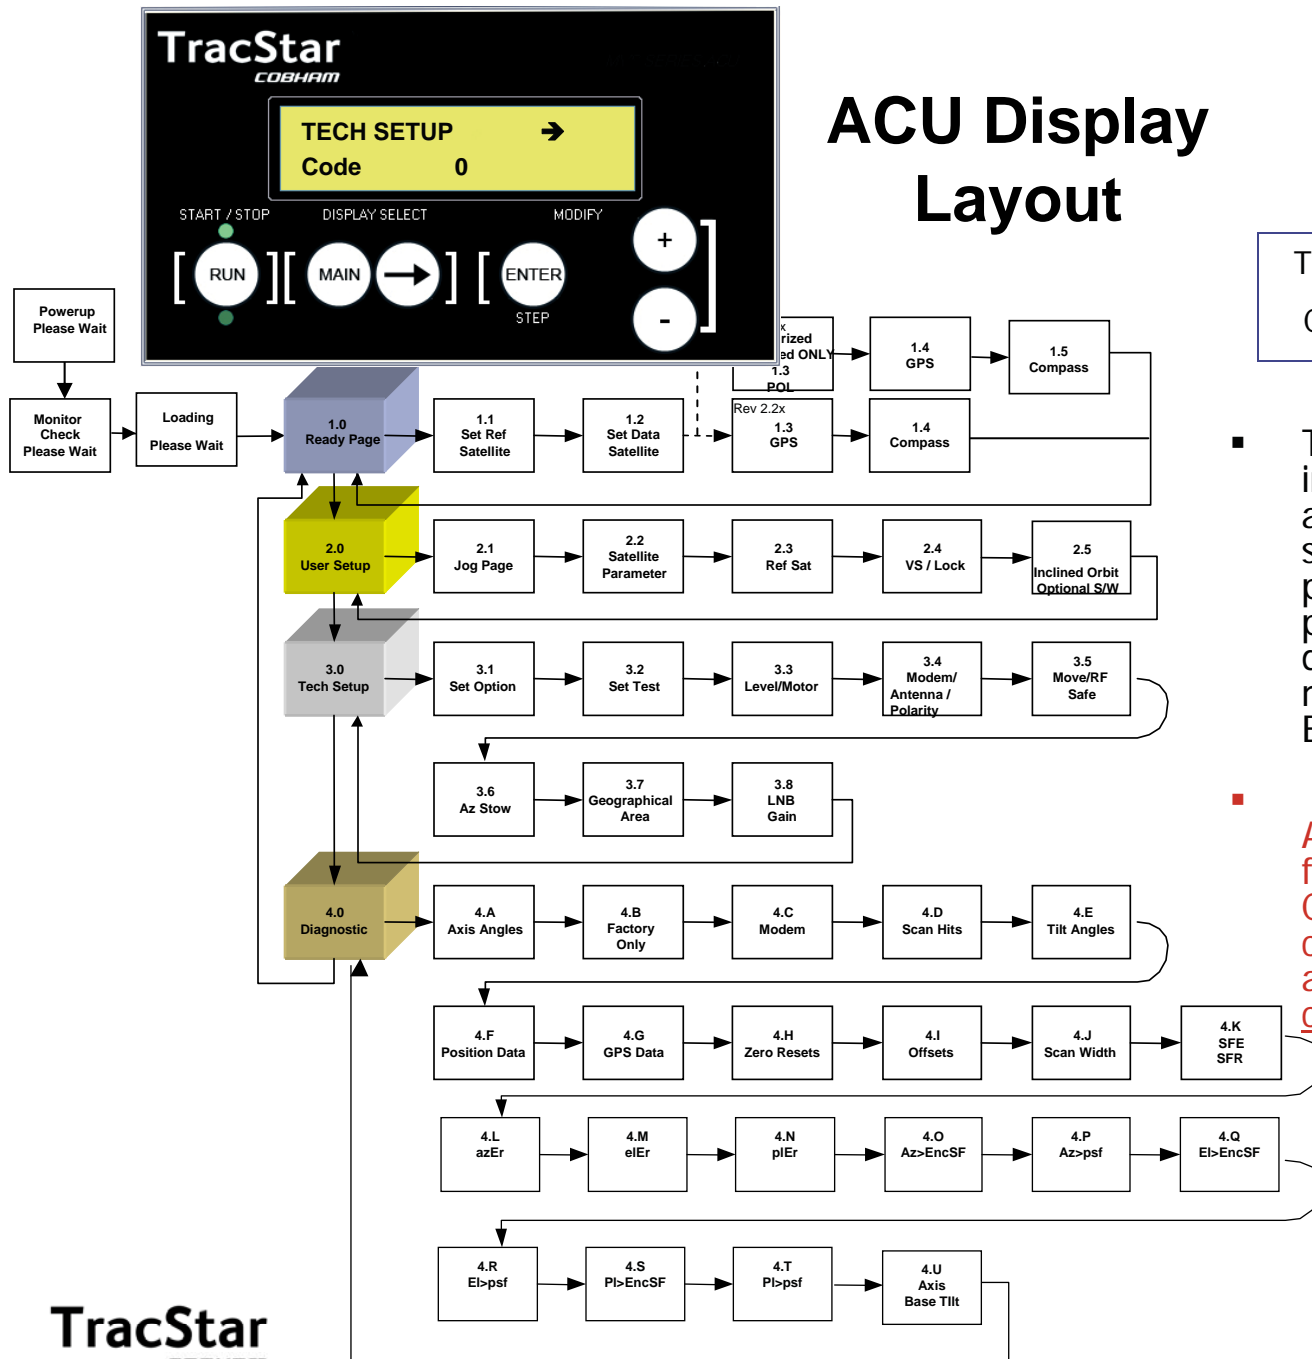 TracStar
COBHAM
TECH SETUP ➔
Code 0
START / STOP
DISPLAY SELECT
MODIFY
RUN
MAIN
ENTER
STEP
+
-
ACU Display
Layout
T
Powerup
Please Wait
Monitor
Check
Please Wait
Loading
Please Wait
1.0
Ready Page
1.1
Set Ref
Satellite
1.2
Set Data
Satellite
x
rized
ed ONLY
1.3
POL
1.4
GPS
1.5
Compass
Rev 2.2x
1.3
GPS
1.4
Compass
2.0
User Setup
2.1
Jog Page
2.2
Satellite
Parameter
2.3
Ref Sat
2.4
VS / Lock
2.5
Inclined Orbit
Optional S/W
3.0
Tech Setup
3.1
Set Option
3.2
Set Test
3.3
Level/Motor
3.4
Modem/
Antenna /
Polarity
3.5
Move/RF
Safe
3.6
Az Stow
3.7
Geographical
Area
3.8
LNB
Gain
4.0
Diagnostic
4.A
Axis Angles
4.B
Factory
Only
4.C
Modem
4.D
Scan Hits
4.E
Tilt Angles
4.F
Position Data
4.G
GPS Data
4.H
Zero Resets
4.I
Offsets
4.J
Scan Width
4.K
SFE
SFR
4.L
azEr
4.M
elEr
4.N
plEr
4.O
Az>EncSF
4.P
Az>psf
4.Q
El>EncSF
4.R
El>psf
4.S
Pl>EncSF
4.T
Pl>psf
4.U
Axis
Base TIlt
TracStar